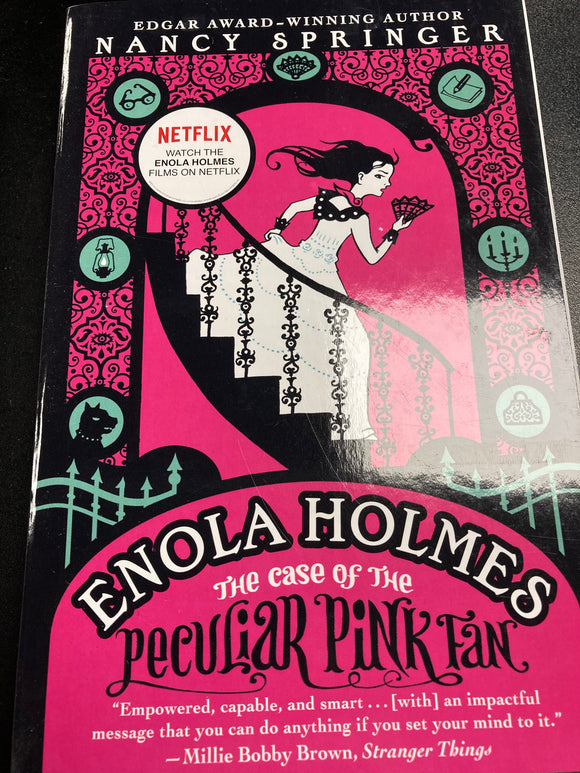 EDGAR AWARD–WINNING AUTHOR
NANCY SPRINGER
NETFLIX
WATCH THE
ENOLA HOLMES
FILMS ON NETFLIX
ENOLA HOLMES
THE CASE OF THE
PECULIAR PINK FAN
“Empowered, capable, and smart . . . [with] an impactful
message that you can do anything if you set your mind to it.”
—Millie Bobby Brown, Stranger Things